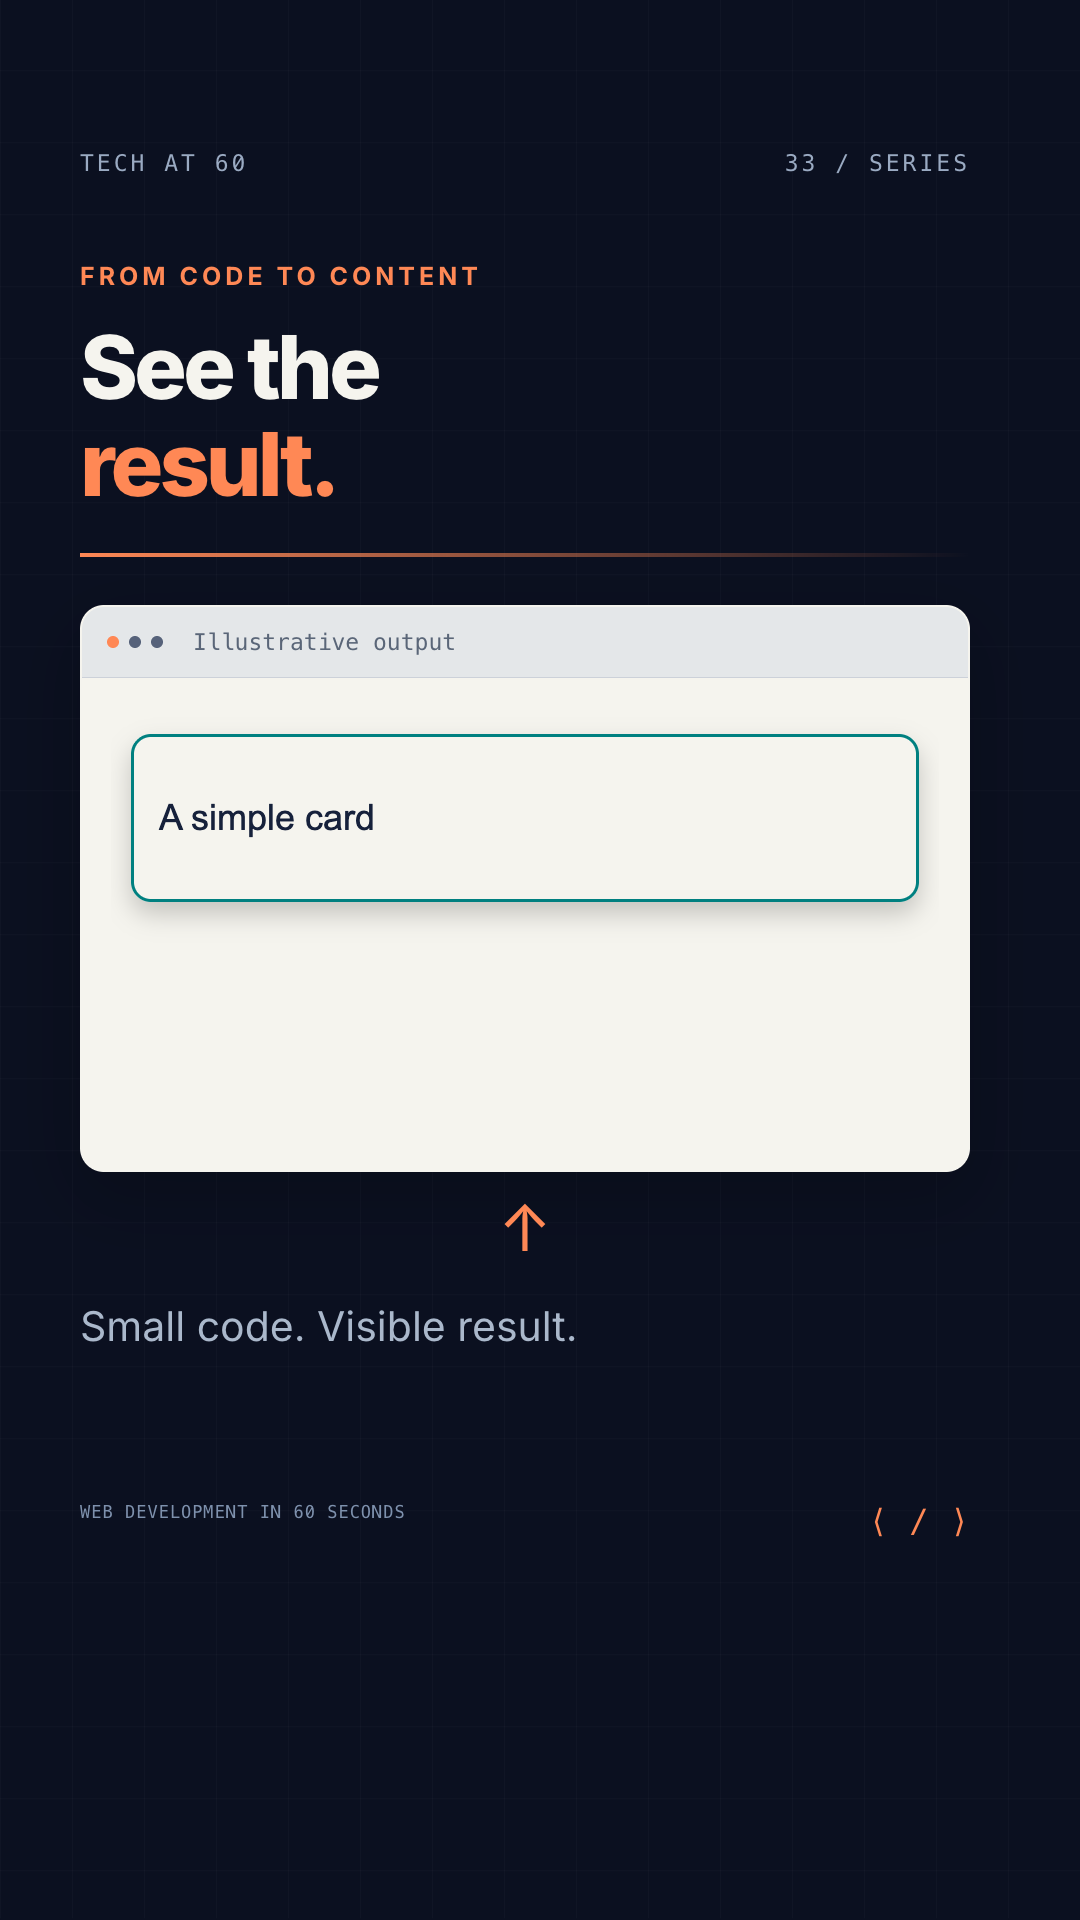 TECH AT 60
33 / SERIES
FROM CODE TO CONTENT
See the
result.
Illustrative output
A simple card
Small code. Visible result.
WEB DEVELOPMENT IN 60 SECONDS
⟨ / ⟩